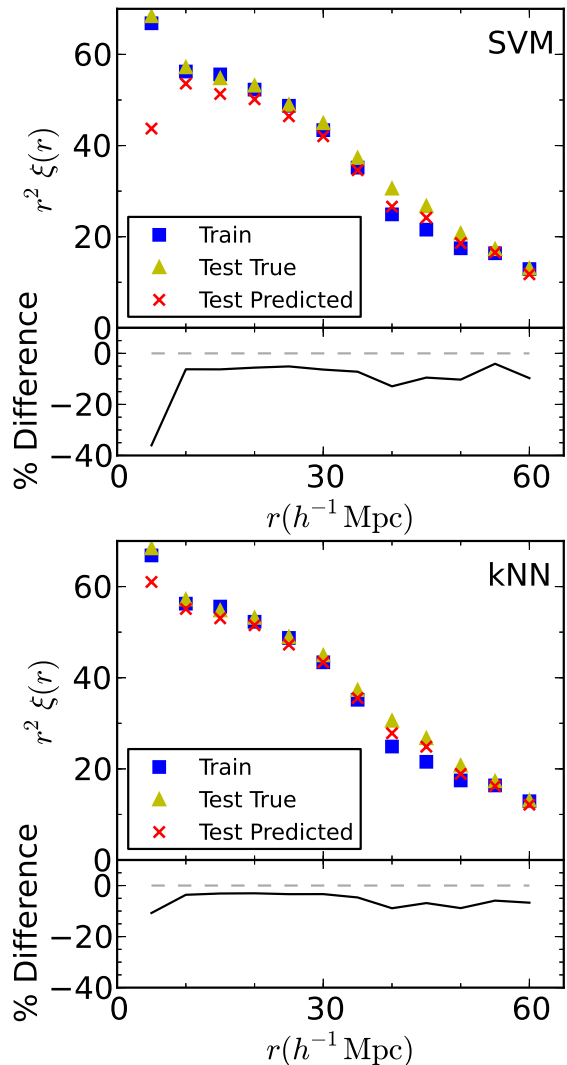 SVM
60
40
20
0
r² ξ(r)
Train
Test True
Test Predicted
% Difference
0
−20
−40
0 30 60
r(h⁻¹ Mpc)
kNN
60
40
20
0
r² ξ(r)
Train
Test True
Test Predicted
% Difference
0
−20
−40
0 30 60
r(h⁻¹ Mpc)